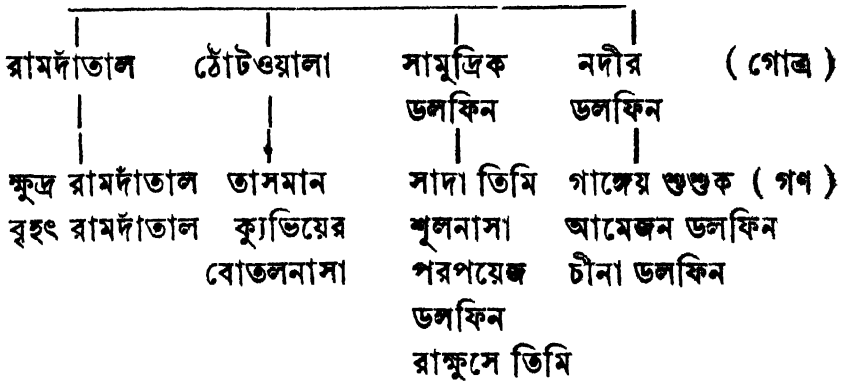 রামদাঁতাল ঠোঁটওয়ালা সামুদ্রিক নদীর ( গোত্র )
ডলফিন ডলফিন
ক্ষুদ্র রামদাঁতাল তাসমান সাদা তিমি গাঙ্গেয় শুশুক ( গণ )
বৃহৎ রামদাঁতাল ক্যুভিয়ের শূলনাসা আমেজন ডলফিন
বোতলনাসা পরপয়েজ চীনা ডলফিন
ডলফিন
রাক্ষুসে তিমি